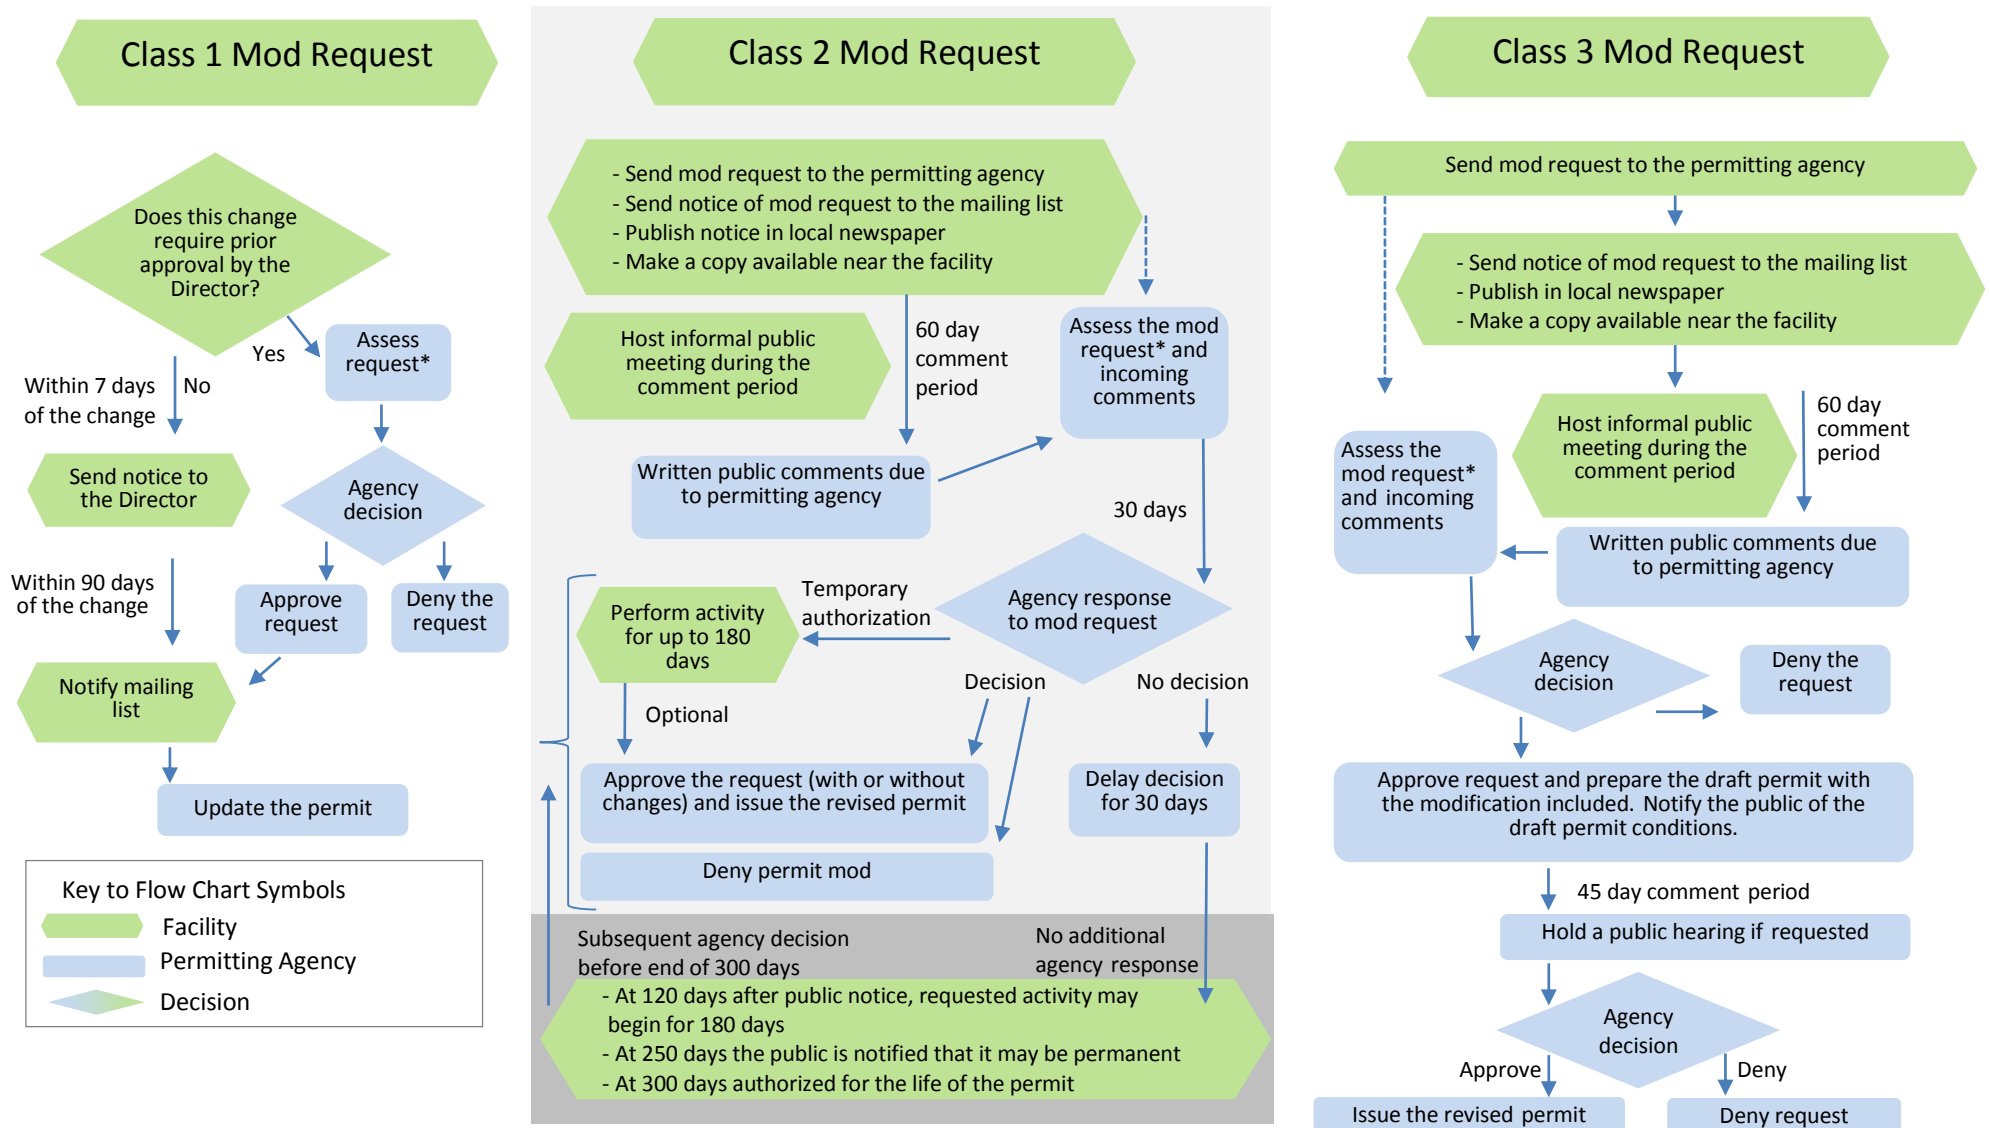 Class 1 Mod Request
Does this change
require prior
approval by the
Director?
Yes
Assess
request*
Within 7 days
of the change
No
Send notice to
the Director
Agency
decision
Within 90 days
of the change
Approve
request
Deny the
request
Notify mailing
list
Update the permit
Key to Flow Chart Symbols
Facility
Permitting Agency
Decision
Class 2 Mod Request
- Send mod request to the permitting agency
- Send notice of mod request to the mailing list
- Publish notice in local newspaper
- Make a copy available near the facility
Host informal public
meeting during the
comment period
60 day
comment
period
Assess the mod
request* and
incoming
comments
Written public comments due
to permitting agency
30 days
Agency response
to mod request
Temporary
authorization
Perform activity
for up to 180
days
Optional
Decision
No decision
Approve the request (with or without
changes) and issue the revised permit
Delay decision
for 30 days
Deny permit mod
Subsequent agency decision
before end of 300 days
No additional
agency response
- At 120 days after public notice, requested activity may
begin for 180 days
- At 250 days the public is notified that it may be permanent
- At 300 days authorized for the life of the permit
Class 3 Mod Request
Send mod request to the permitting agency
- Send notice of mod request to the mailing list
- Publish in local newspaper
- Make a copy available near the facility
Host informal public
meeting during the
comment period
60 day
comment
period
Assess the
mod request*
and incoming
comments
Written public comments due
to permitting agency
Agency
decision
Deny the
request
Approve request and prepare the draft permit with
the modification included. Notify the public of the
draft permit conditions.
45 day comment period
Hold a public hearing if requested
Agency
decision
Approve
Deny
Issue the revised permit
Deny request